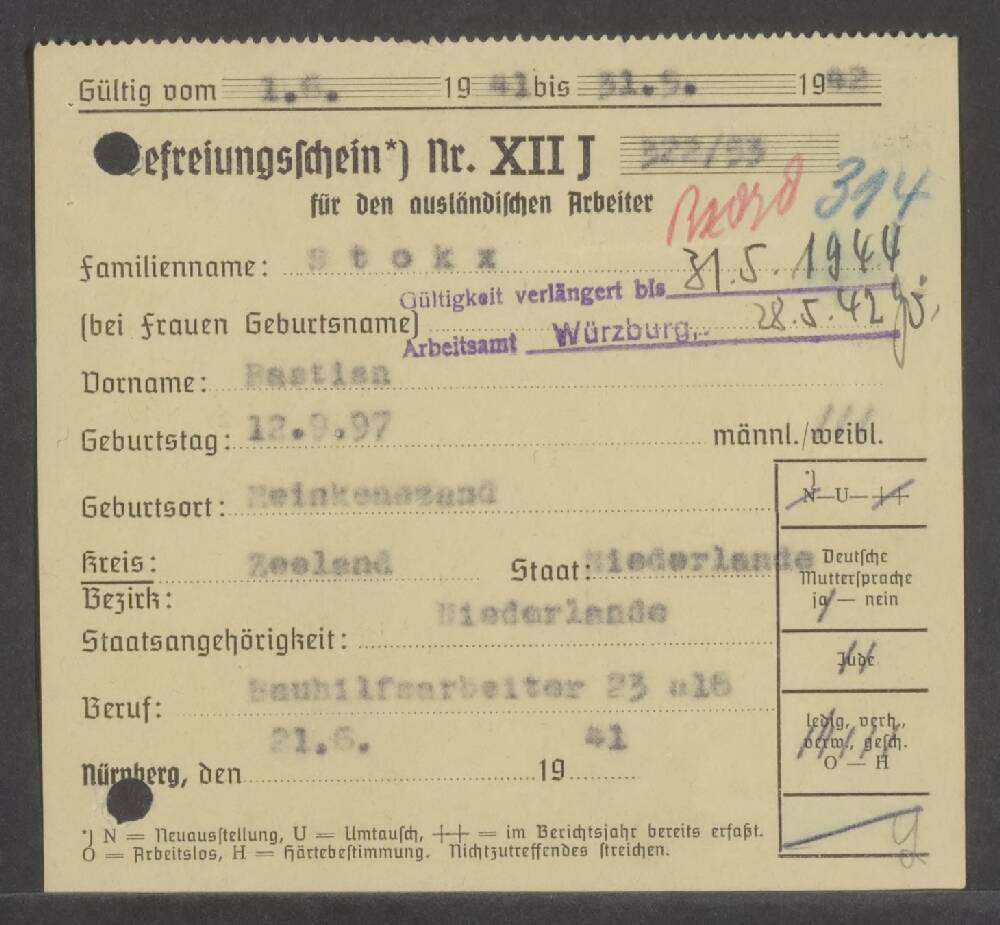 Gültig vom 1.6. 19 41 bis 31.5. 1942
Befreiungsschein*) Nr. XII J 322/53
für den ausländischen Arbeiter
314
Familienname: Stokx
31.5.1944
Gültigkeit verlängert bis
(bei Frauen Geburtsname)
28.5.42
Arbeitsamt Würzburg,
Vorname: Bastian
Geburtstag: 12.9.97 männl./weibl.
*)
N—U—++
Geburtsort: Heinkenszand
Kreis: Zeeland Staat: Niederlande
Bezirk:
Deutsche
Muttersprache
ja — nein
Niederlande
Staatsangehörigkeit:
Jude
Beruf: Bauhilfsarbeiter 23 a16
ledig, verh.,
verw., gesch.
O — H
Nürnberg, den 21.6. 19 41
*) N = Neuausstellung, U = Umtausch, ++ = im Berichtsjahr bereits erfaßt.
O = Arbeitslos, H = Härtebestimmung. Nichtzutreffendes streichen.